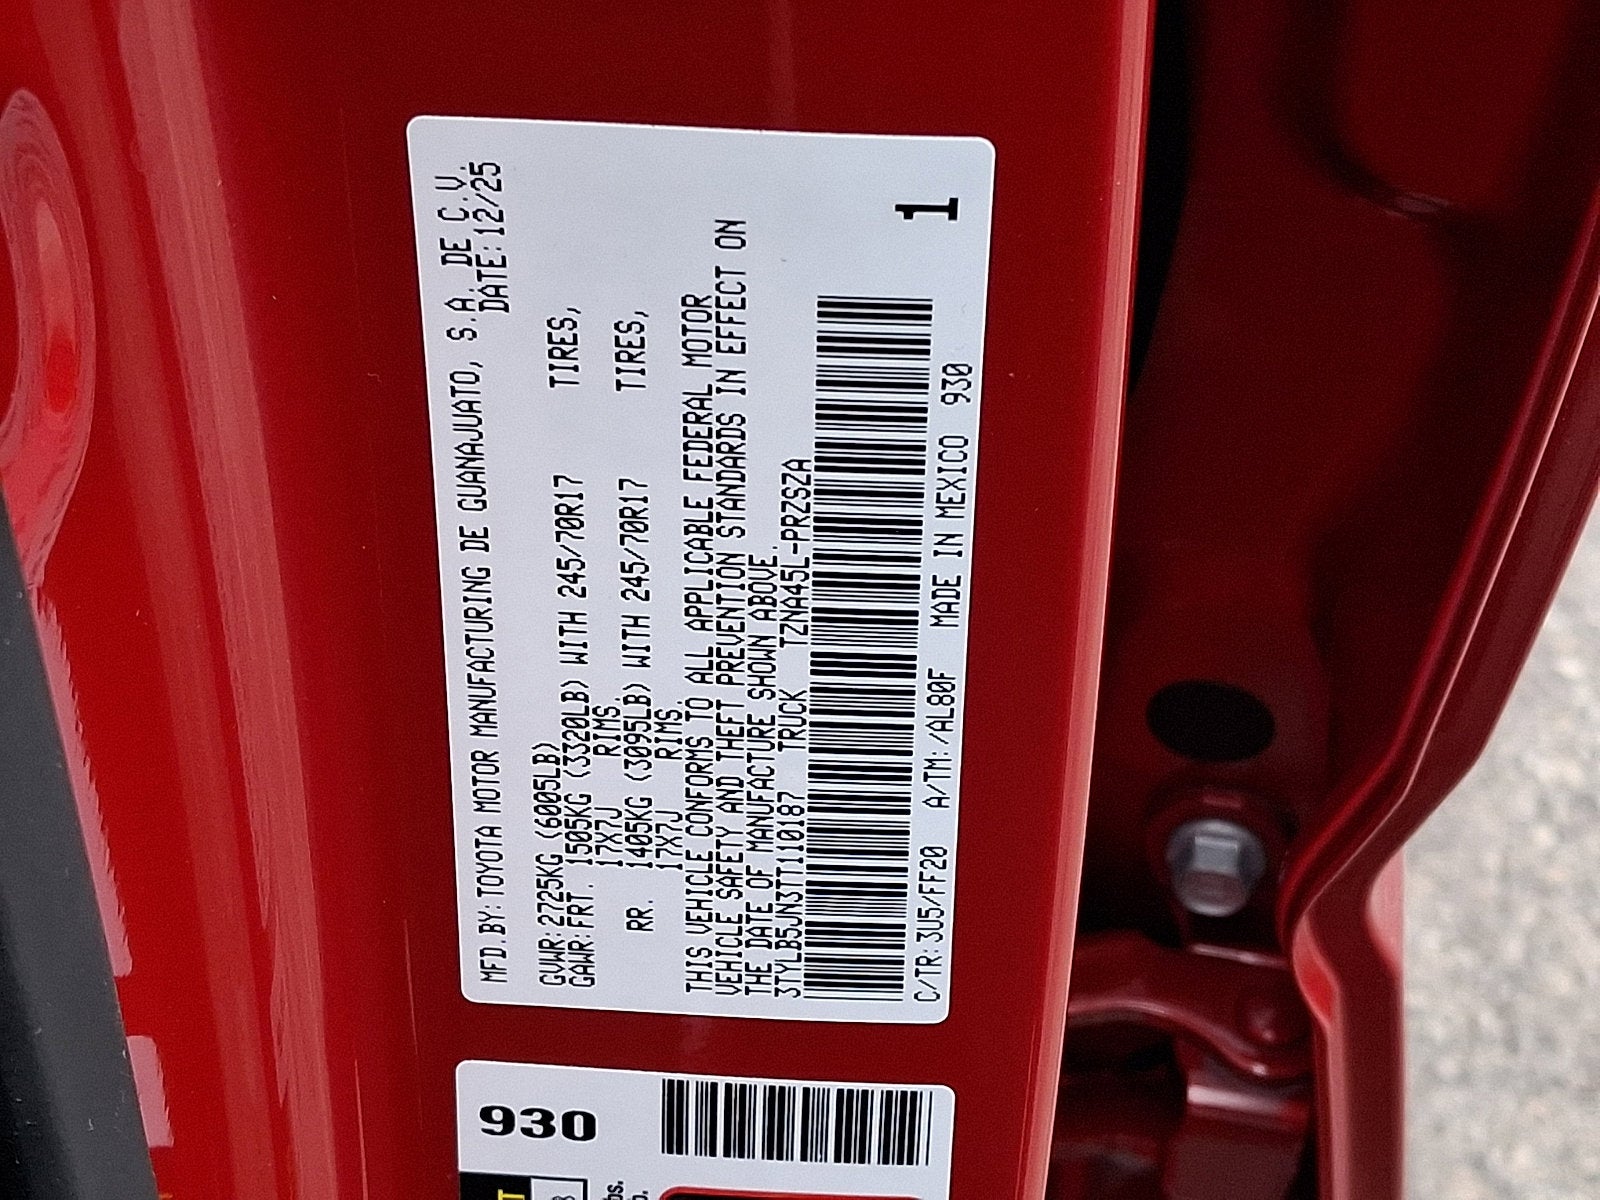 MFD.BY:TOYOTA MOTOR MANUFACTURING DE GUANAJUATO, S.A. DE C.V.
DATE:12/25
GVWR:2725KG (6005LB)
GAWR:FRT. 1505KG (3320LB) WITH 245/70R17 TIRES,
17X7J RIMS.
RR. 1405KG (3095LB) WITH 245/70R17 TIRES,
17X7J RIMS.
THIS VEHICLE CONFORMS TO ALL APPLICABLE FEDERAL MOTOR
VEHICLE SAFETY AND THEFT PREVENTION STANDARDS IN EFFECT ON
THE DATE OF MANUFACTURE SHOWN ABOVE.
3TYLB5JN3TT110187 TRUCK TZNA45L-PRZSZA
1
C/TR:3U5/FF20 A/TM:/AL80F MADE IN MEXICO 930
930